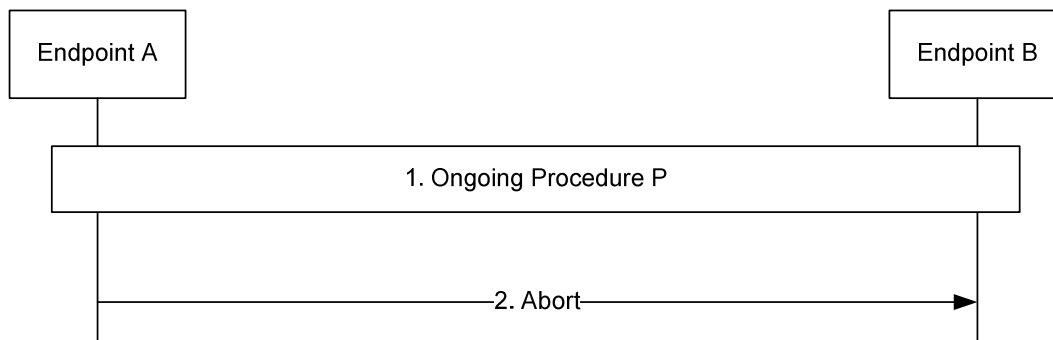 Endpoint A
Endpoint B
1. Ongoing Procedure P
2. Abort